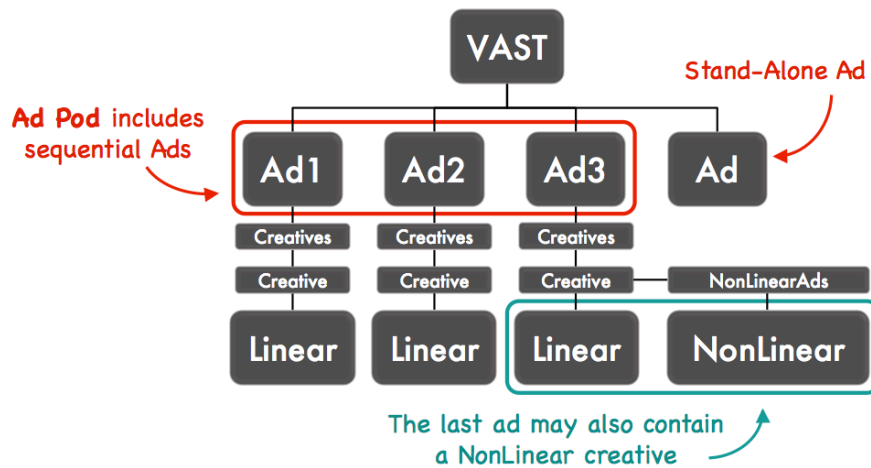 VAST
Stand-Alone Ad
Ad Pod includes
sequential Ads
Ad1
Ad2
Ad3
Ad
Creatives
Creatives
Creatives
Creative
Creative
Creative
NonLinearAds
Linear
Linear
Linear
NonLinear
The last ad may also contain
a NonLinear creative